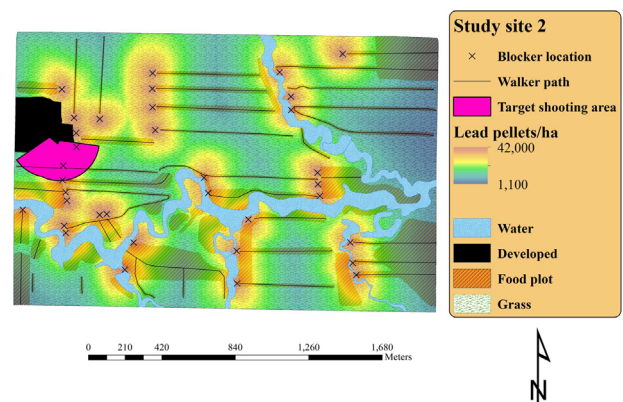 Study site 2
Blocker location
Walker path
Target shooting area
Lead pellets/ha
42,000
1,100
Water
Developed
Food plot
Grass
0 210 420 840 1,260 1,680
Meters
N